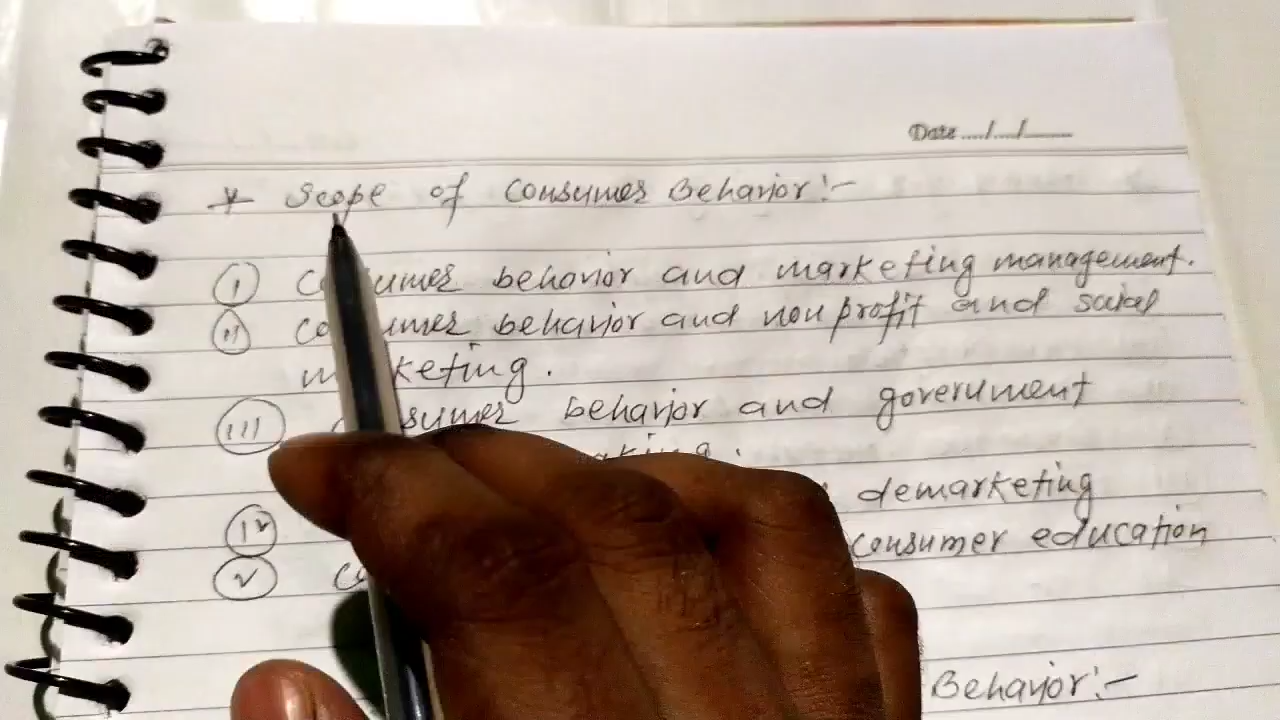 Date ..../..../........
* Scope of Consumer Behavior:-
(i) Consumer behavior and marketing management.
(ii) Consumer behavior and non profit and social
marketing.
(iii) Consumer behavior and government
making.
(iv) demarketing
(v) consumer education
Behavior:-